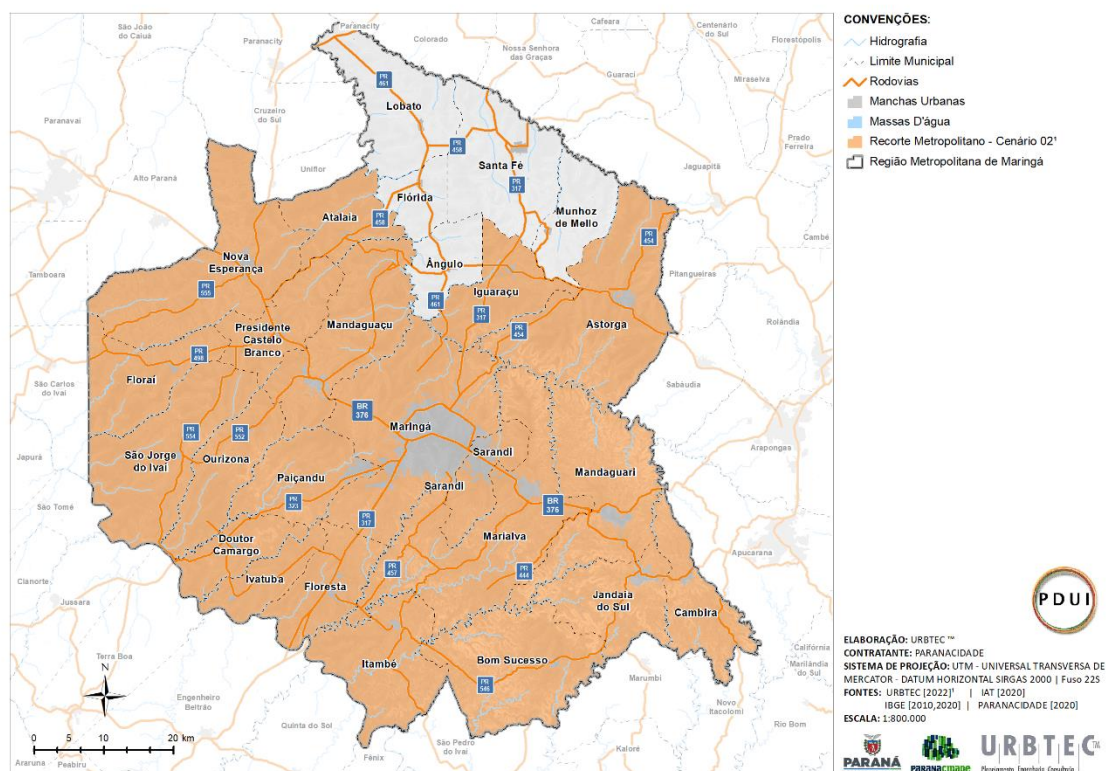 São João
do Caiuá
Paranacity
Paranacity
Colorado
Cafeara
Nossa Senhora
das Graças
Centenário
do Sul
Florestópolis
Guaraci
Miraselva
Cruzeiro
do Sul
Paranavaí
Prado
Ferreira
Jaguapitã
Alto Paraná
Uniflor
Cambé
Tamboara
Pitangueiras
Rolândia
São Carlos
do Ivaí
Sabáudia
Arapongas
Japurá
São Tomé
Apucarana
Cianorte
Jussara
Terra Boa
Califórnia
Marilândia
do Sul
Marumbi
Engenheiro
Beltrão
Novo
Itacolomi
Rio Bom
Quinta do Sol
São Pedro
do Ivaí
Kaloré
Fênix
Araruna
Peabiru
PR
461
Lobato
PR
458
Santa Fé
PR
317
Flórida
Munhoz
de Mello
Atalaia
PR
458
PR
454
Nova
Esperança
Ângulo
PR
555
Iguaraçu
PR
461
PR
317
Presidente
Castelo
Branco
Mandaguaçu
PR
454
Astorga
PR
498
Floraí
BR
376
Maringá
PR
554
PR
552
São Jorge
do Ivaí
Ourizona
Sarandi
Mandaguari
Paiçandu
Sarandi
PR
323
BR
376
PR
317
Doutor
Camargo
Marialva
Ivatuba
Floresta
PR
457
PR
444
Jandaia
do Sul
Cambira
Itambé
Bom Sucesso
PR
546
N
0 5 10 20 km
CONVENÇÕES:
Hidrografia
Limite Municipal
Rodovias
Manchas Urbanas
Massas D'água
Recorte Metropolitano - Cenário 02¹
Região Metropolitana de Maringá
PDUI
ELABORAÇÃO: URBTEC ™
CONTRATANTE: PARANACIDADE
SISTEMA DE PROJEÇÃO: UTM - UNIVERSAL TRANSVERSA DE
MERCATOR - DATUM HORIZONTAL SIRGAS 2000 | Fuso 22S
FONTES: URBTEC [2022]¹ | IAT [2020]
IBGE [2010,2020] | PARANACIDADE [2020]
ESCALA: 1:800.000
PARANÁ
PARANACIDADE
URBTEC™
Planejamento Engenharia Consultoria